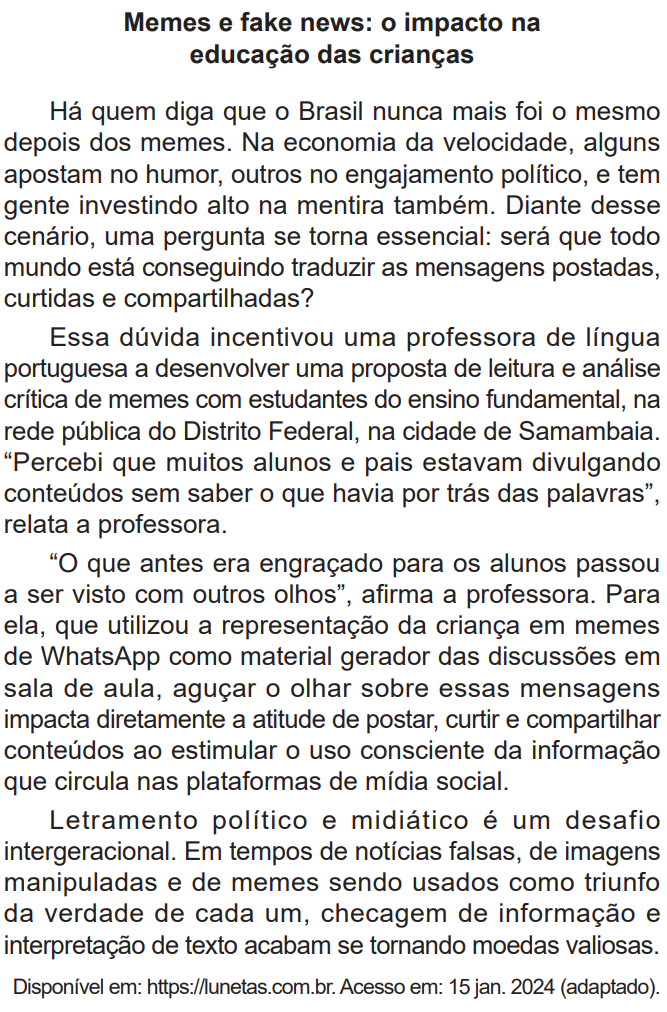 Memes e fake news: o impacto na
educação das crianças
Há quem diga que o Brasil nunca mais foi o mesmo
depois dos memes. Na economia da velocidade, alguns
apostam no humor, outros no engajamento político, e tem
gente investindo alto na mentira também. Diante desse
cenário, uma pergunta se torna essencial: será que todo
mundo está conseguindo traduzir as mensagens postadas,
curtidas e compartilhadas?
Essa dúvida incentivou uma professora de língua
portuguesa a desenvolver uma proposta de leitura e análise
crítica de memes com estudantes do ensino fundamental, na
rede pública do Distrito Federal, na cidade de Samambaia.
“Percebi que muitos alunos e pais estavam divulgando
conteúdos sem saber o que havia por trás das palavras”,
relata a professora.
“O que antes era engraçado para os alunos passou
a ser visto com outros olhos”, afirma a professora. Para
ela, que utilizou a representação da criança em memes
de WhatsApp como material gerador das discussões em
sala de aula, aguçar o olhar sobre essas mensagens
impacta diretamente a atitude de postar, curtir e compartilhar
conteúdos ao estimular o uso consciente da informação
que circula nas plataformas de mídia social.
Letramento político e midiático é um desafio
intergeracional. Em tempos de notícias falsas, de imagens
manipuladas e de memes sendo usados como triunfo
da verdade de cada um, checagem de informação e
interpretação de texto acabam se tornando moedas valiosas.
Disponível em: https://lunetas.com.br. Acesso em: 15 jan. 2024 (adaptado).